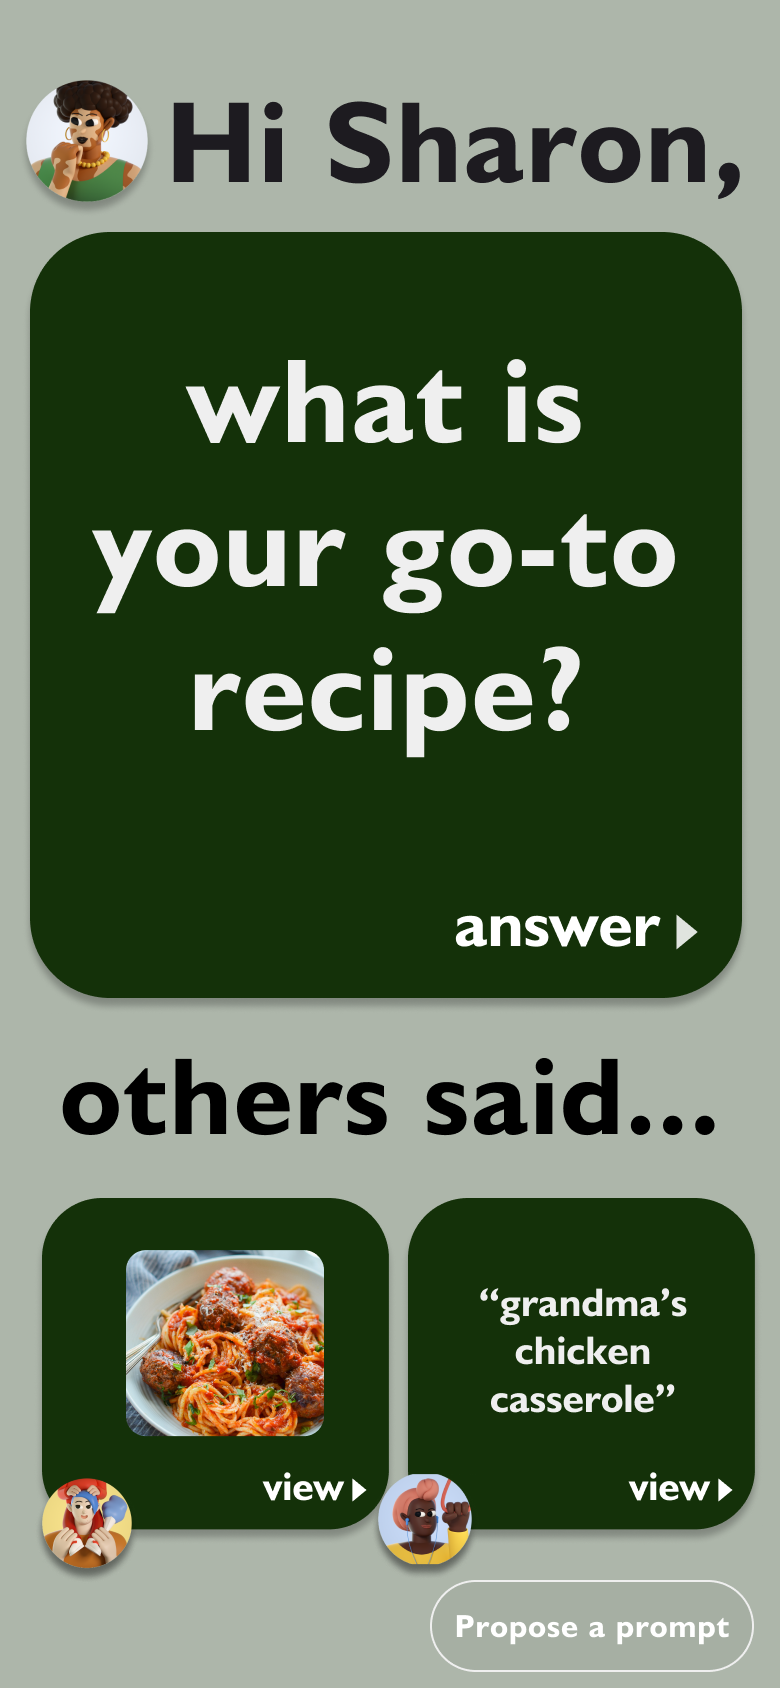 Hi Sharon,
what is
your go-to
recipe?
answer
others said...
“grandma’s
chicken
casserole”
view
view
Propose a prompt